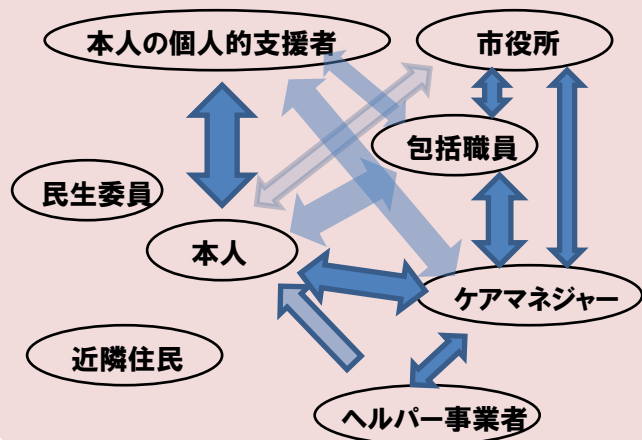 本人の個人的支援者
市役所
包括職員
民生委員
本人
ケアマネジャー
近隣住民
ヘルパー事業者